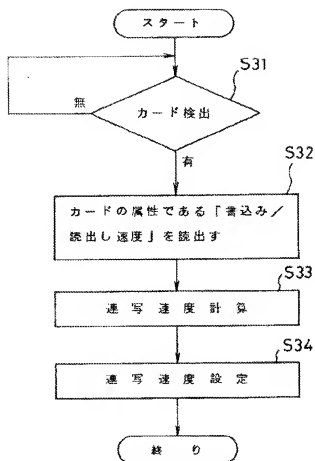 スタート
S31
カード検出
無
有
S32
カードの属性である「書込み/
読出し速度」を読出す
S33
連写速度計算
S34
連写速度設定
終り